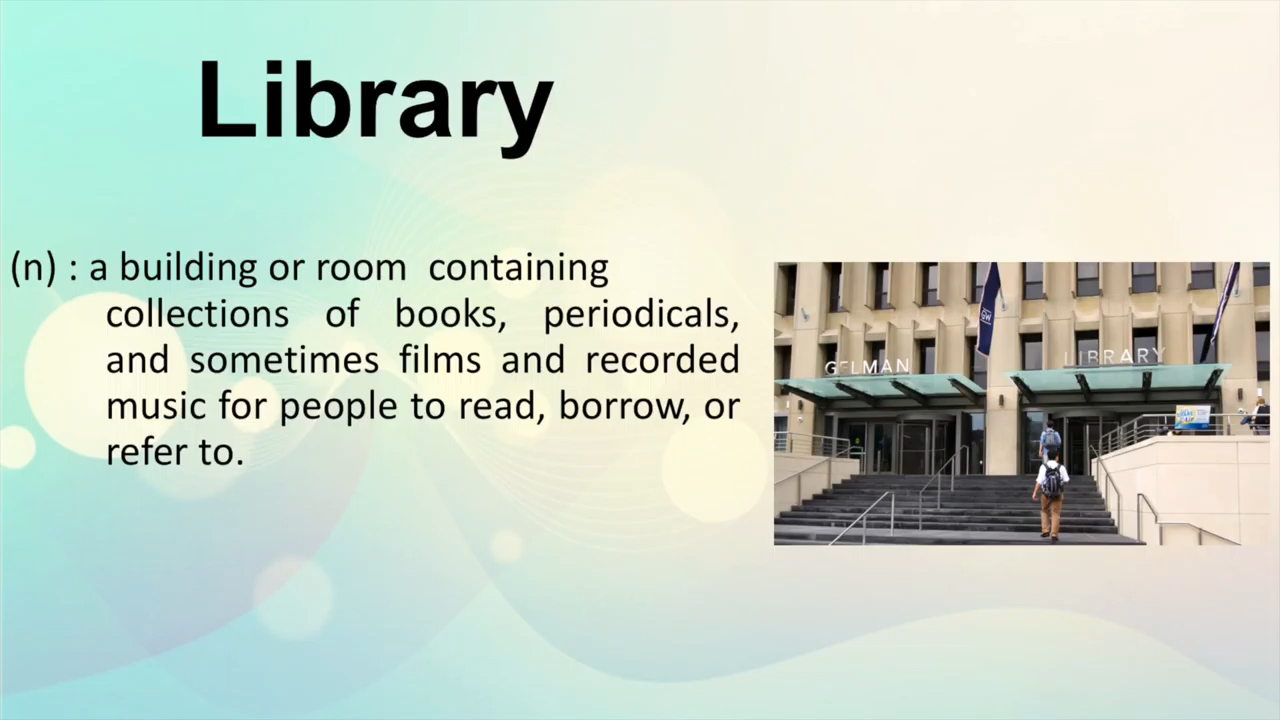 Library
(n) : a building or room containing
collections of books, periodicals,
and sometimes films and recorded
music for people to read, borrow, or
refer to.
GELMAN
LIBRARY
GW